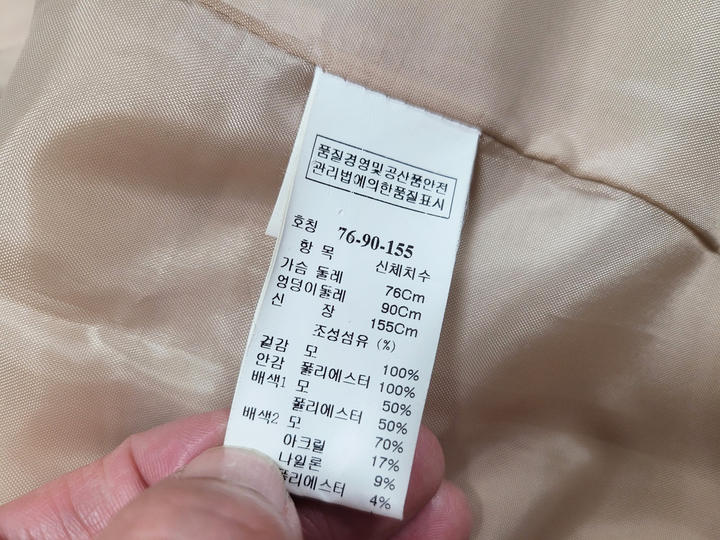 품질경영및공산품안전
관리법에의한품질표시
호칭 76-90-155
항 목 신체치수
가슴 둘레 76Cm
엉덩이둘레 90Cm
신 장 155Cm
조성섬유 (%)
겉감 모 100%
안감 폴리에스터 100%
배색1 모 50%
폴리에스터 50%
배색2 모 70%
아크릴 17%
나일론 9%
폴리에스터 4%